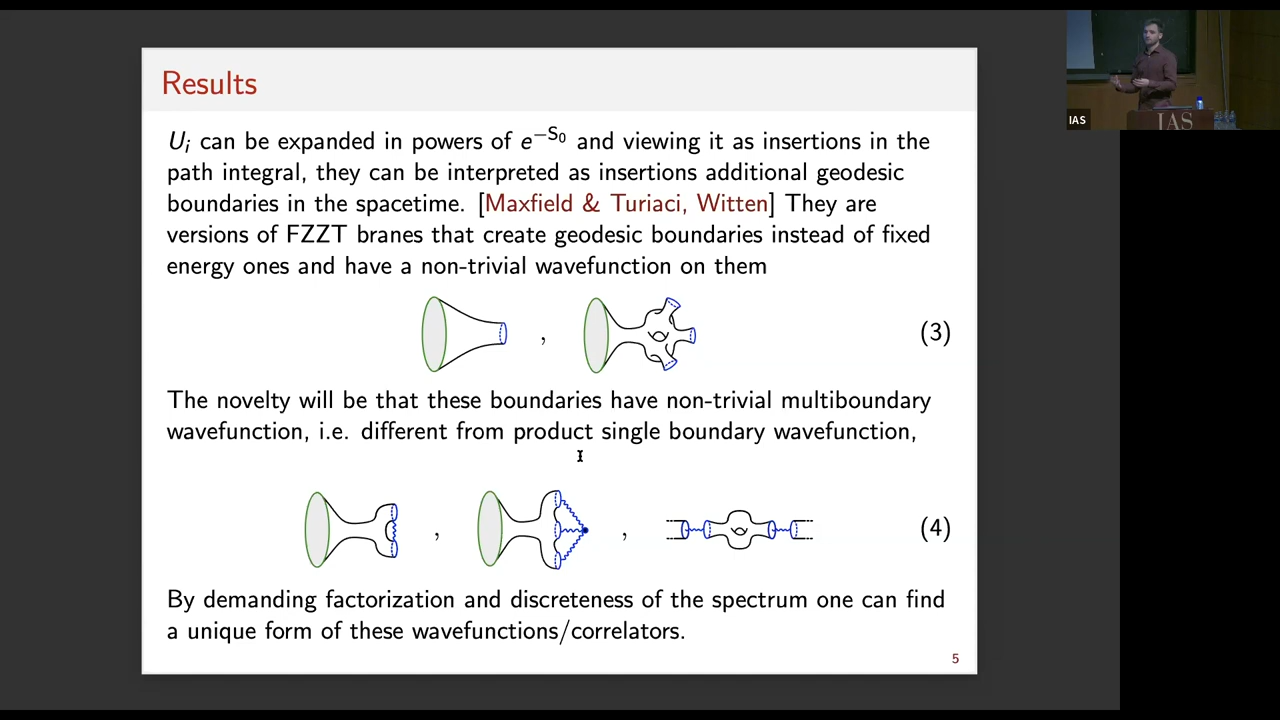 Results
U_i can be expanded in powers of e^{-S_0} and viewing it as insertions in the
path integral, they can be interpreted as insertions additional geodesic
boundaries in the spacetime. [Maxfield & Turiaci, Witten] They are
versions of FZZT branes that create geodesic boundaries instead of fixed
energy ones and have a non-trivial wavefunction on them
, (3)
The novelty will be that these boundaries have non-trivial multiboundary
wavefunction, i.e. different from product single boundary wavefunction,
, , (4)
By demanding factorization and discreteness of the spectrum one can find
a unique form of these wavefunctions/correlators.
5
IAS
IAS